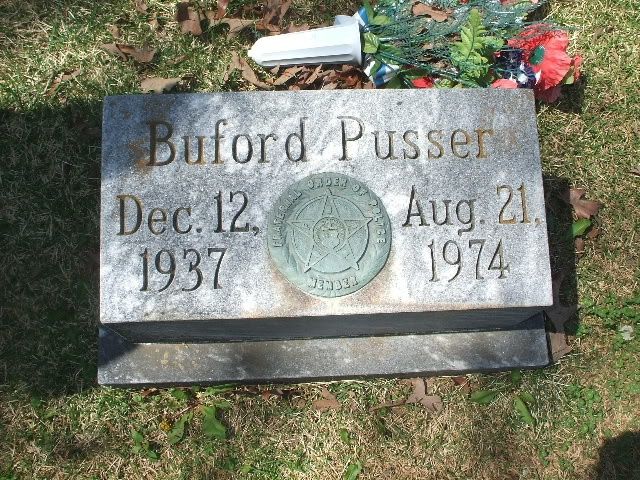 Buford Pusser
Dec. 12,
1937
FRATERNAL ORDER OF POLICE
MEMBER
Aug. 21,
1974